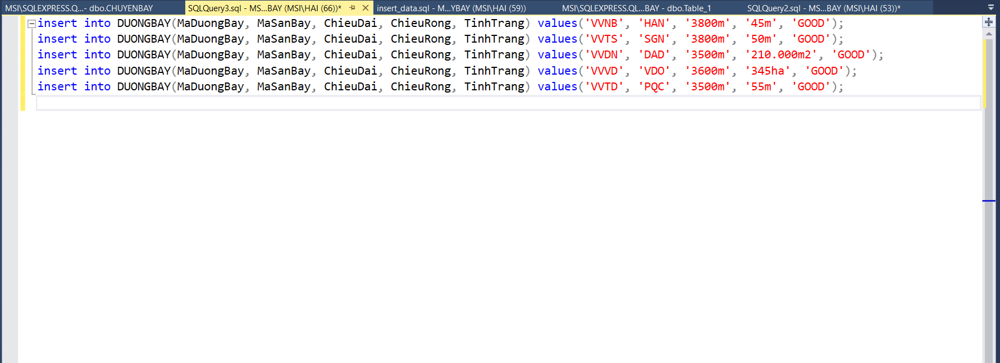 MSI\SQLEXPRESS.Q...- dbo.CHUYENBAY SQLQuery3.sql - MS...BAY (MSI\HAI (66))* insert_data.sql - M...YBAY (MSI\HAI (59)) MSI\SQLEXPRESS.QL...BAY - dbo.Table_1 SQLQuery2.sql - MS...BAY (MSI\HAI (53))*
insert into DUONGBAY(MaDuongBay, MaSanBay, ChieuDai, ChieuRong, TinhTrang) values('VVNB', 'HAN', '3800m', '45m', 'GOOD');
insert into DUONGBAY(MaDuongBay, MaSanBay, ChieuDai, ChieuRong, TinhTrang) values('VVTS', 'SGN', '3800m', '50m', 'GOOD');
insert into DUONGBAY(MaDuongBay, MaSanBay, ChieuDai, ChieuRong, TinhTrang) values('VVDN', 'DAD', '3500m', '210.000m2', 'GOOD');
insert into DUONGBAY(MaDuongBay, MaSanBay, ChieuDai, ChieuRong, TinhTrang) values('VVVD', 'VDO', '3600m', '345ha', 'GOOD');
insert into DUONGBAY(MaDuongBay, MaSanBay, ChieuDai, ChieuRong, TinhTrang) values('VVTD', 'PQC', '3500m', '55m', 'GOOD');